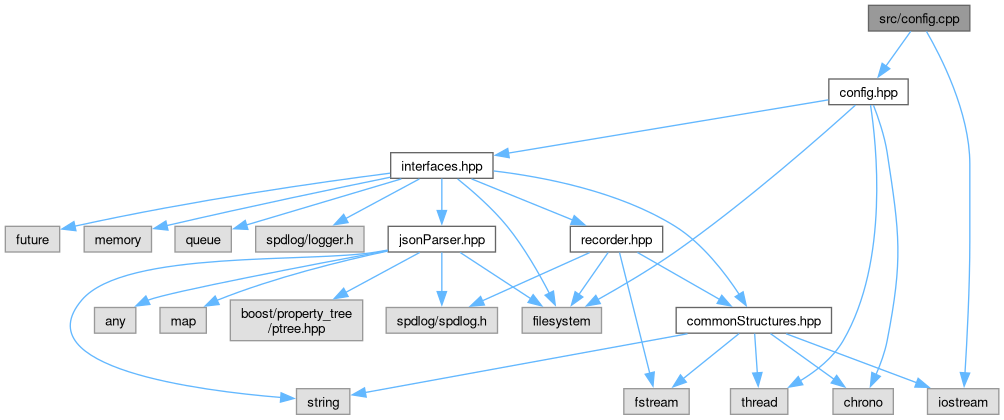 src/config.cpp
config.hpp
interfaces.hpp
future
memory
queue
spdlog/logger.h
jsonParser.hpp
recorder.hpp
any
map
boost/property_tree
/ptree.hpp
spdlog/spdlog.h
filesystem
commonStructures.hpp
string
fstream
thread
chrono
iostream